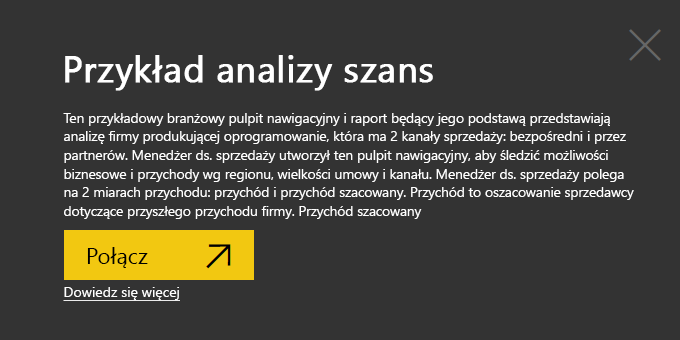 Przykład analizy szans
Ten przykładowy branżowy pulpit nawigacyjny i raport będący jego podstawą przedstawiają
analizę firmy produkującej oprogramowanie, która ma 2 kanały sprzedaży: bezpośredni i przez
partnerów. Menedżer ds. sprzedaży utworzył ten pulpit nawigacyjny, aby śledzić możliwości
biznesowe i przychody wg regionu, wielkości umowy i kanału. Menedżer ds. sprzedaży polega
na 2 miarach przychodu: przychód i przychód szacowany. Przychód to oszacowanie sprzedawcy
dotyczące przyszłego przychodu firmy. Przychód szacowany
Połącz
Dowiedz się więcej